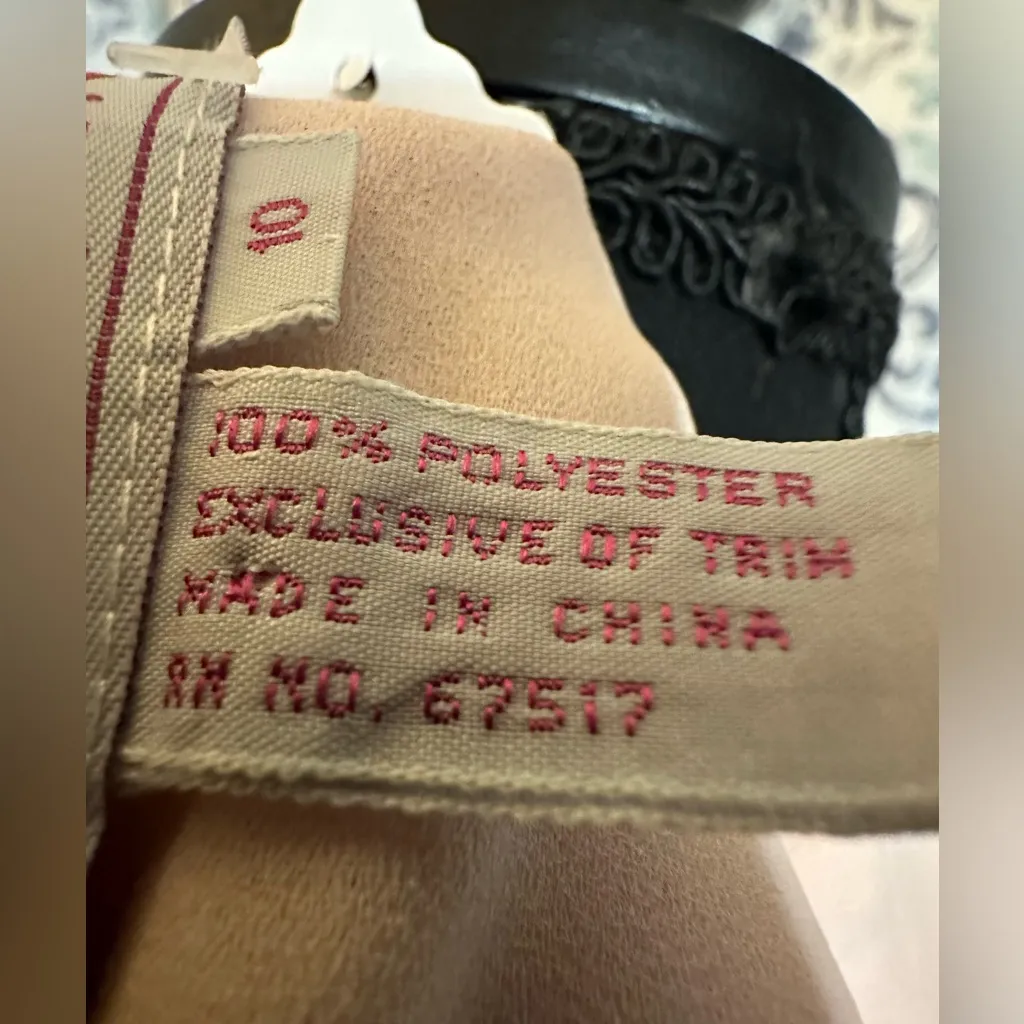 10
100% POLYESTER
EXCLUSIVE OF TRIM
MADE IN CHINA
RN NO. 67517